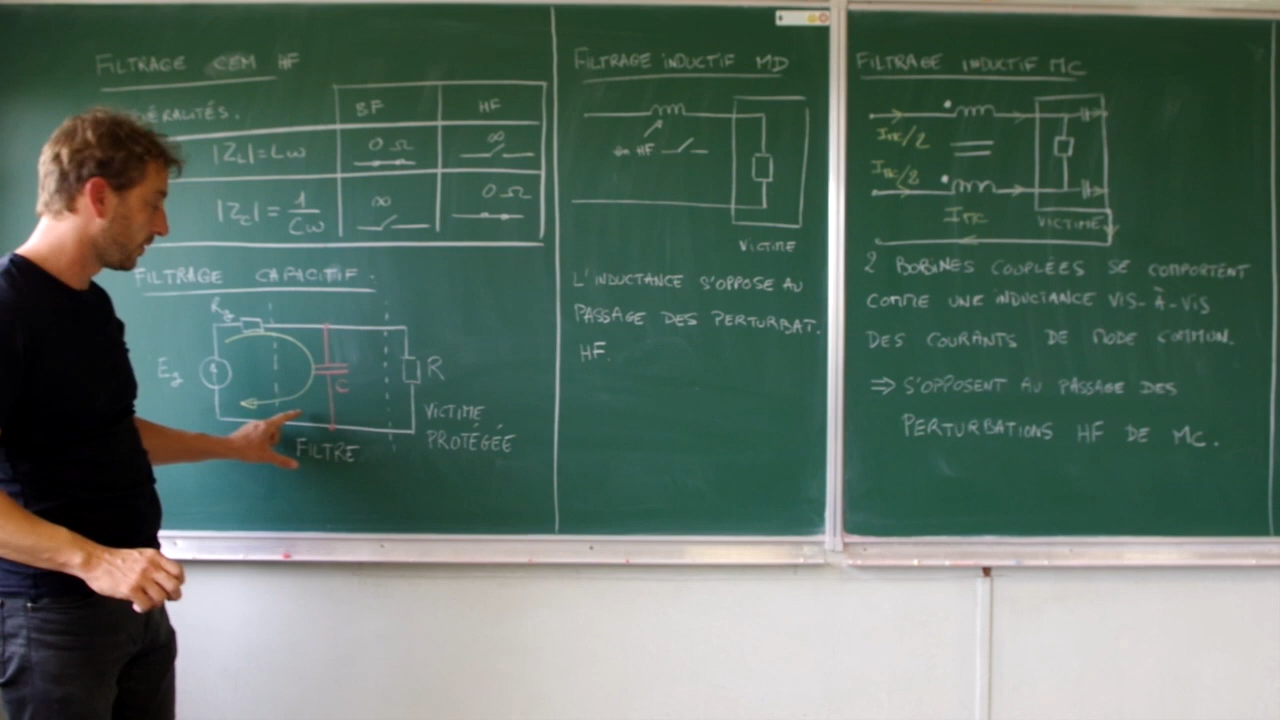 FILTRAGE CEM HF
ÉRALITÉS.
BF
HF
|ZL|=Lω
0 Ω
∞
|Zc|= 1/Cω
∞
0 Ω
FILTRAGE CAPACITIF.
Rg
Eg
C
R
VICTIME
PROTÉGÉE
FILTRE
FILTRAGE INDUCTIF MD
HF
VICTIME
L'INDUCTANCE S'OPPOSE AU
PASSAGE DES PERTURBAT.
HF.
FILTRAGE INDUCTIF MC
IMC/2
IMC/2
IMC
VICTIME
2 BOBINES COUPLÉES SE COMPORTENT
COMME UNE INDUCTANCE VIS-À-VIS
DES COURANTS DE MODE COMMUN.
⇒ S'OPPOSENT AU PASSAGE DES
PERTURBATIONS HF DE MC.